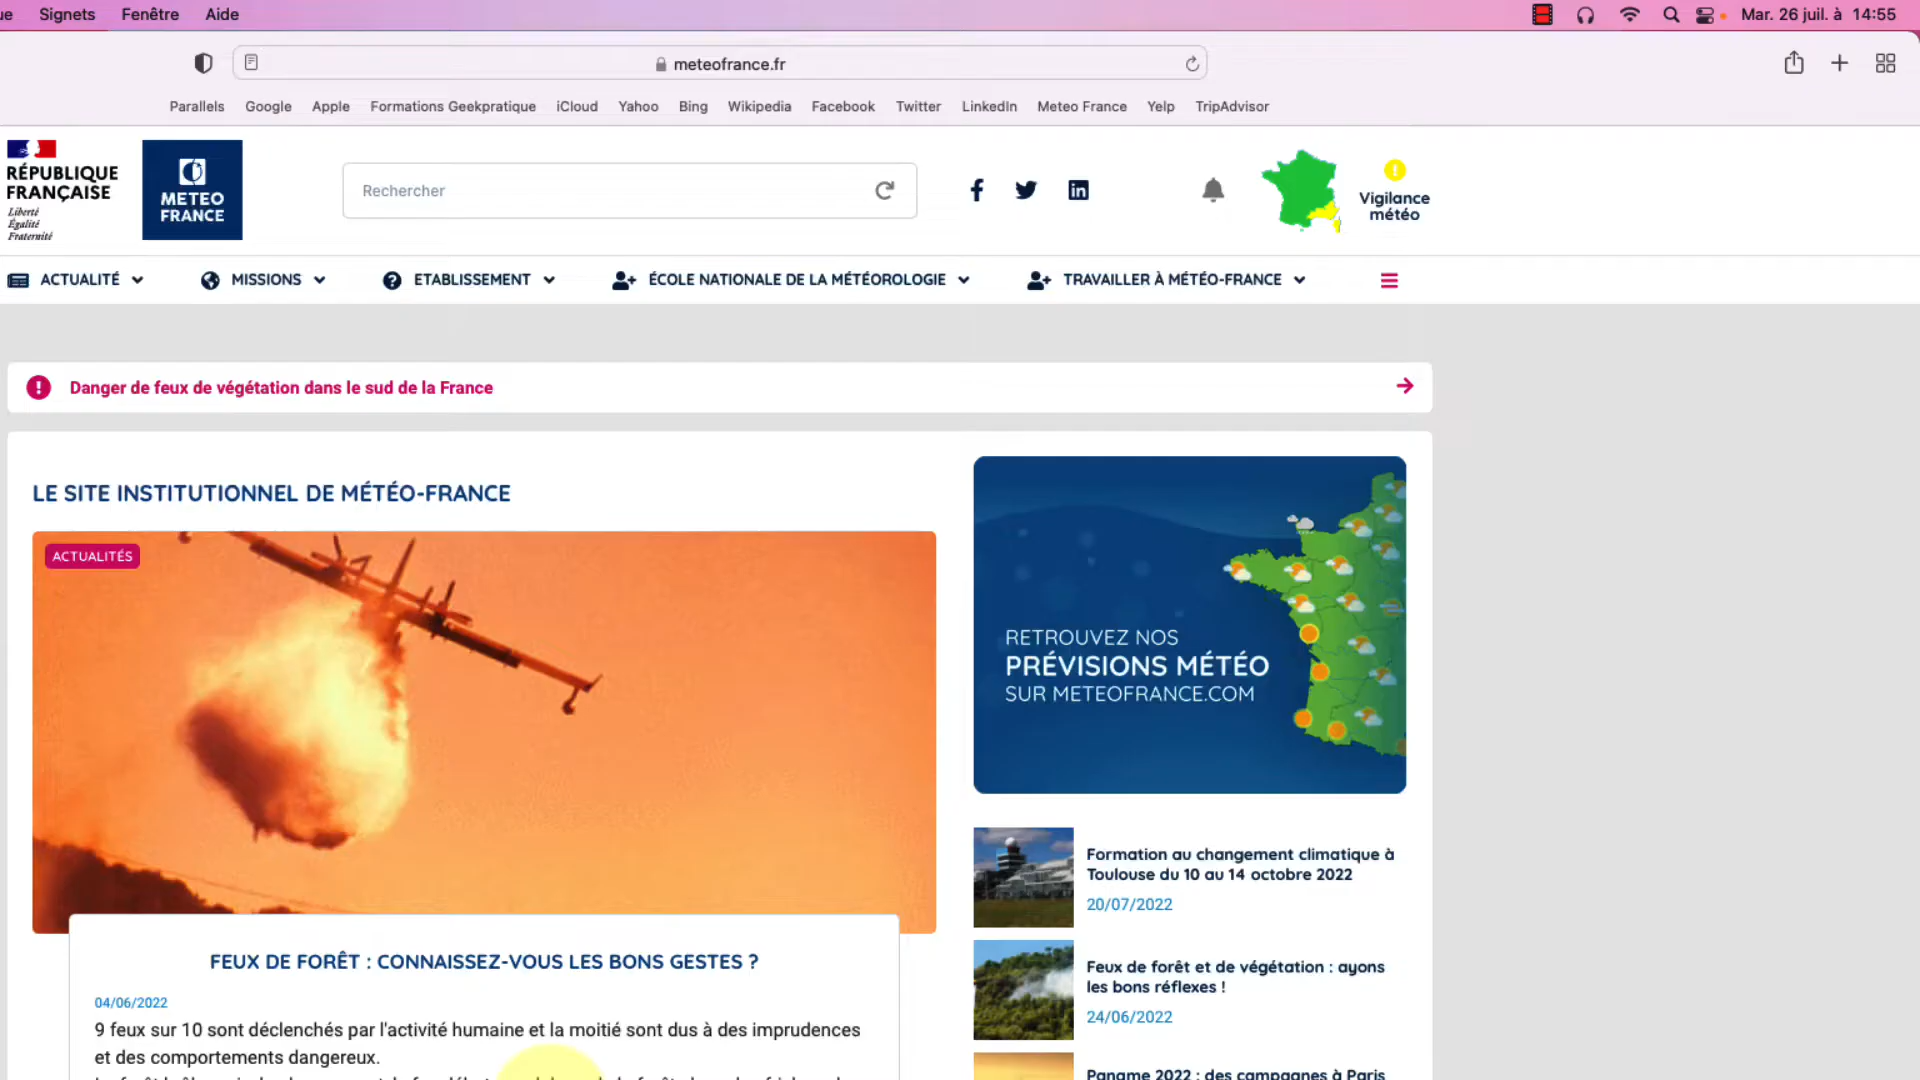 Signets Fenêtre Aide
Mar. 26 juil. à 14:55
meteofrance.fr
Parallels Google Apple Formations Geekpratique iCloud Yahoo Bing Wikipedia Facebook Twitter LinkedIn Meteo France Yelp TripAdvisor
RÉPUBLIQUE
FRANÇAISE
Liberté
Égalité
Fraternité
METEO
FRANCE
Rechercher
Vigilance
météo
ACTUALITÉ MISSIONS ETABLISSEMENT ÉCOLE NATIONALE DE LA MÉTÉOROLOGIE TRAVAILLER À MÉTÉO-FRANCE
Danger de feux de végétation dans le sud de la France
LE SITE INSTITUTIONNEL DE MÉTÉO-FRANCE
ACTUALITÉS
FEUX DE FORÊT : CONNAISSEZ-VOUS LES BONS GESTES ?
04/06/2022
9 feux sur 10 sont déclenchés par l'activité humaine et la moitié sont dus à des imprudences
et des comportements dangereux.
RETROUVEZ NOS
PRÉVISIONS MÉTÉO
SUR METEOFRANCE.COM
Formation au changement climatique à
Toulouse du 10 au 14 octobre 2022
20/07/2022
Feux de forêt et de végétation : ayons
les bons réflexes !
24/06/2022
Paname 2022 : des campagnes à Paris